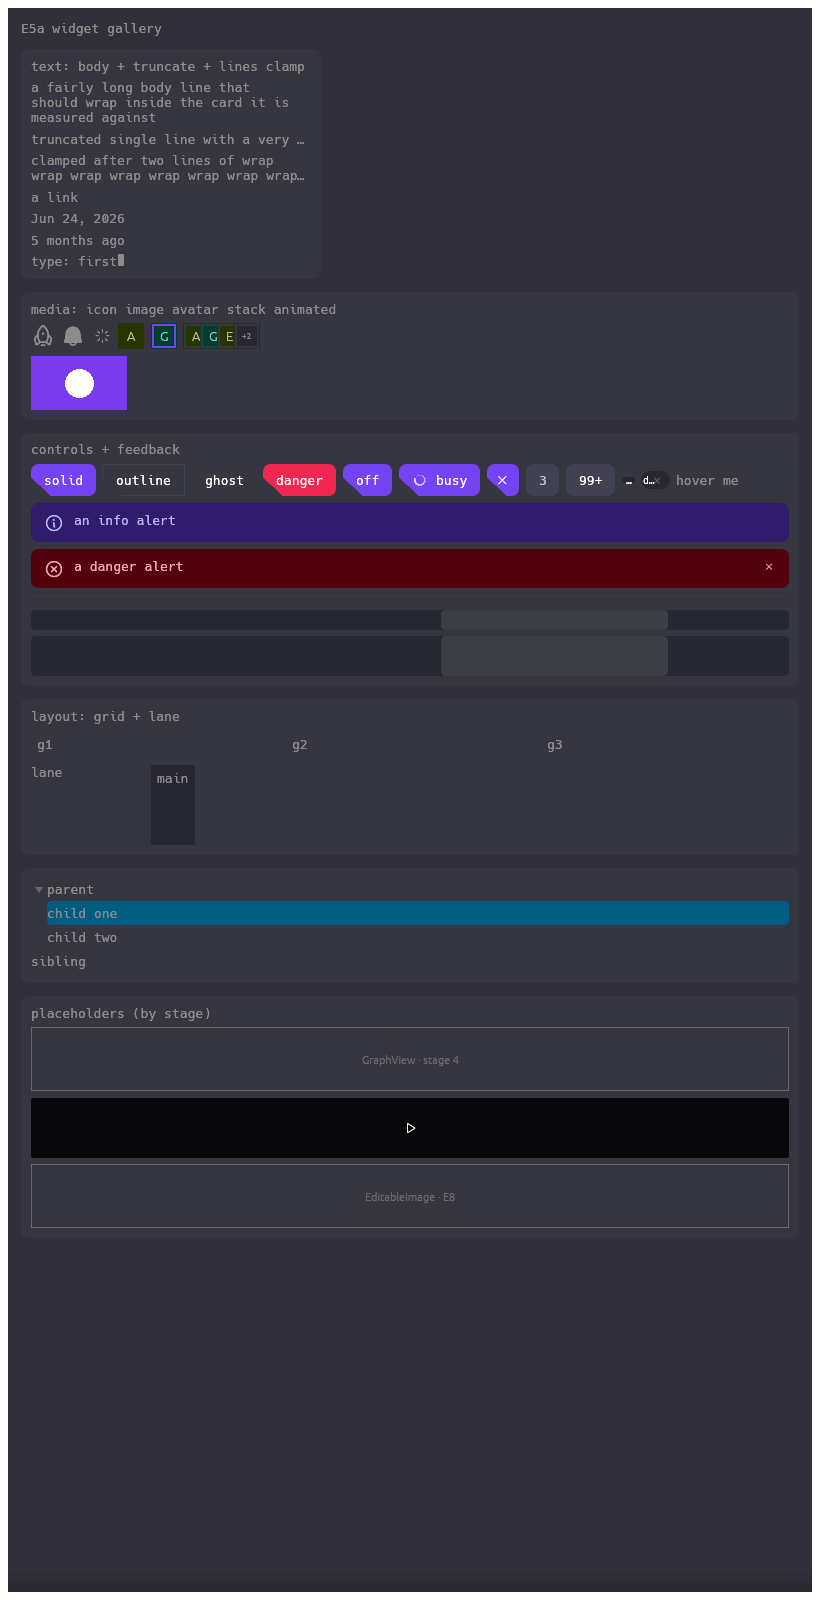 E5a widget gallery
text: body + truncate + lines clamp
a fairly long body line that
should wrap inside the card it is
measured against
truncated single line with a very …
clamped after two lines of wrap
wrap wrap wrap wrap wrap wrap wrap…
a link
Jun 24, 2026
5 months ago
type: first
media: icon image avatar stack animated
A G A G E +2
controls + feedback
solid outline ghost danger off busy 3 99+ … d… hover me
an info alert
a danger alert
layout: grid + lane
g1 g2 g3
lane main
parent
child one
child two
sibling
placeholders (by stage)
GraphView · stage 4
EditableImage · E8